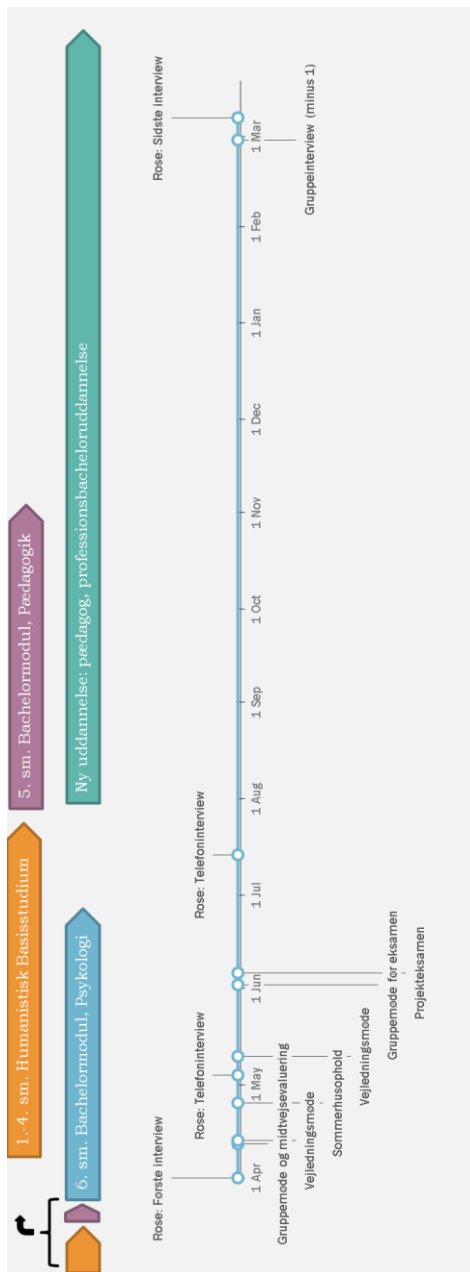 1.-4. sm. Humanistisk Basisstudium
5. sm. Bachelormodul, Pædagogik
6. sm. Bachelormodul, Psykologi
Ny uddannelse: pædagog, professionsbacheloruddannelse
Rose: Første interview
Rose: Telefoninterview
Rose: Telefoninterview
Rose: Sidste interview
1 Apr
1 May
1 Jun
1 Jul
1 Aug
1 Sep
1 Oct
1 Nov
1 Dec
1 Jan
1 Feb
1 Mar
Gruppemøde og midtvejsevaluering
Vejledningsmøde
Sommerhusophold
Vejledningsmøde
Gruppemøde før eksamen
Projekteksamen
Gruppeinterview (minus 1)